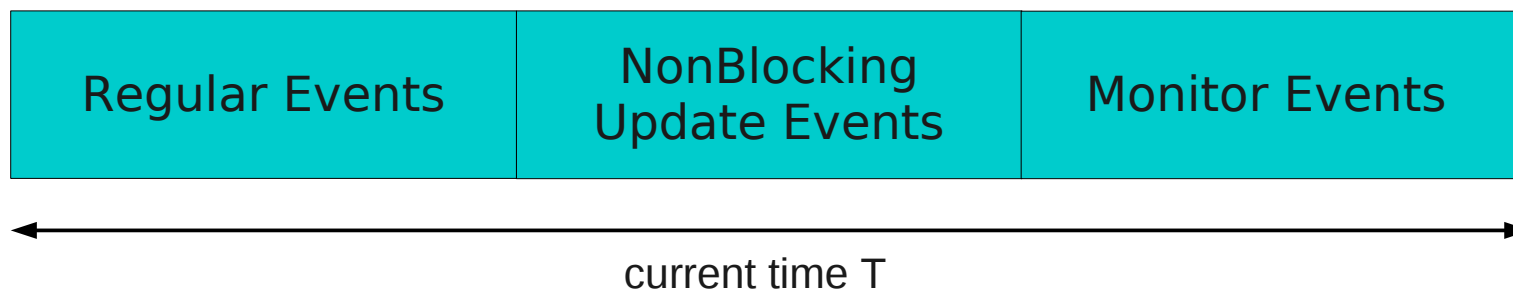 Regular Events
NonBlocking
Update Events
Monitor Events
current time T